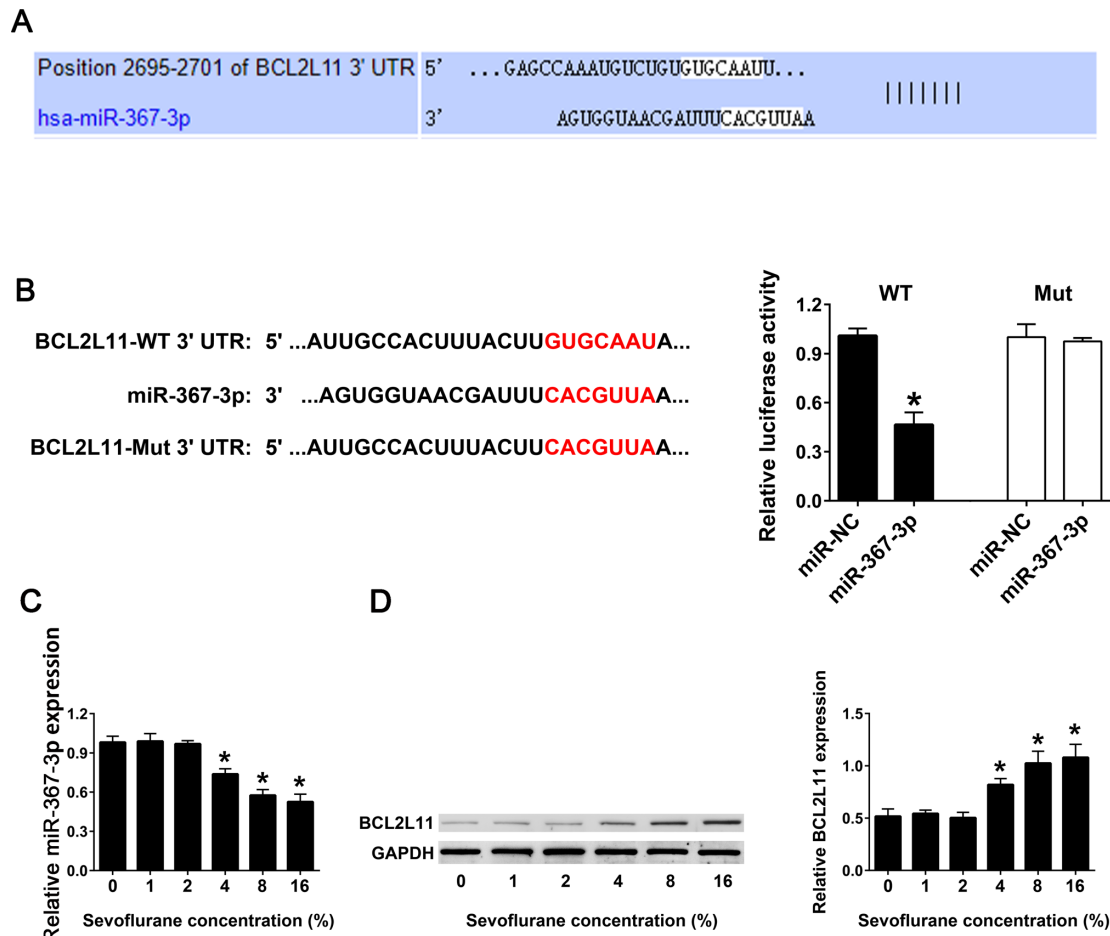 A
Position 2695-2701 of BCL2L11 3' UTR 5' ...GAGCCAAAUGUCUGUGUGCAAUU...
hsa-miR-367-3p 3' AGUGGUAACGAUUUCACGUUAA
B
BCL2L11-WT 3' UTR: 5' ...AUUGCCACUUUACUUGUGCAAUA...
miR-367-3p: 3' ...AGUGGUAACGAUUUCACGUUAA...
BCL2L11-Mut 3' UTR: 5' ...AUUGCCACUUUACUUCACGUUAA...
Relative luciferase activity
WT Mut
1.2
0.9
0.6
0.3
0.0
*
miR-NC
miR-367-3p
miR-NC
miR-367-3p
C
Relative miR-367-3p expression
1.2
0.9
0.6
0.3
0.0
* * *
0 1 2 4 8 16
Sevoflurane concentration (%)
D
BCL2L11
GAPDH
0 1 2 4 8 16
Sevoflurane concentration (%)
Relative BCL2L11 expression
1.5
1.0
0.5
0.0
* * *
0 1 2 4 8 16
Sevoflurane concentration (%)